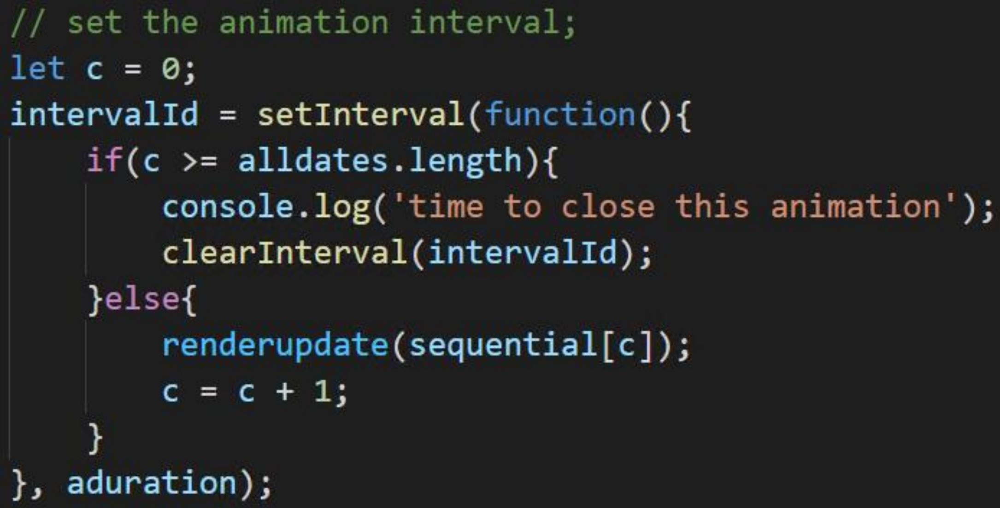 // set the animation interval;
let c = 0;
intervalId = setInterval(function(){
    if(c >= alldates.length){
        console.log('time to close this animation');
        clearInterval(intervalId);
    }else{
        renderupdate(sequential[c]);
        c = c + 1;
    }
}, aduration);